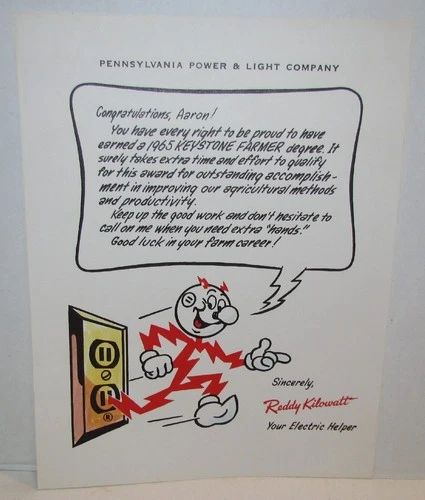 PENNSYLVANIA POWER & LIGHT COMPANY
Congratulations, Aaron!
You have every right to be proud to have
earned a 1965 KEYSTONE FARMER degree. It
surely takes extra time and effort to qualify
for this award for outstanding accomplish-
ment in improving our agricultural methods
and productivity.
Keep up the good work and don't hesitate to
call on me when you need extra "hands."
Good luck in your farm career!
®
Sincerely,
Reddy Kilowatt
Your Electric Helper